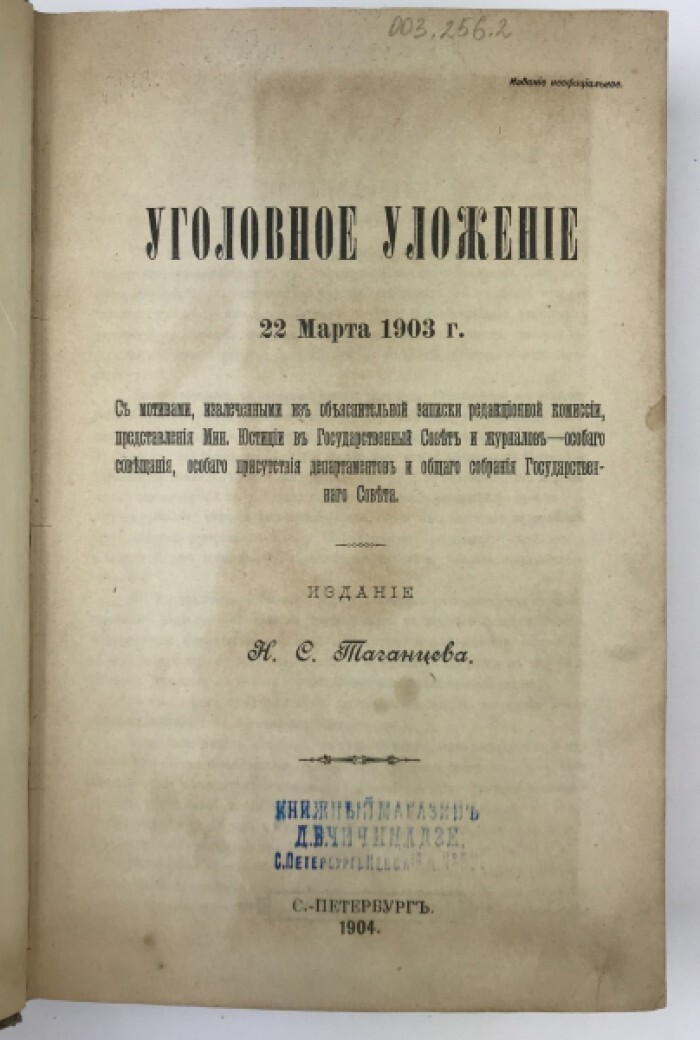 003.256.2
Изданіе неофиціальное.
УГОЛОВНОЕ УЛОЖЕНІЕ
22 Марта 1903 г.
Съ мотивами, извлеченными изъ объяснительной записки редакціонной комиссіи,
представленія Мин. Юстиціи въ Государственный Совѣтъ и журналовъ—особаго
совѣщанія, особаго присутствія департаментовъ и общаго собранія Государствен-
наго Совѣта.
ИЗДАНІЕ
Н. С. Таганцева.
КНИЖНЫЙ МАГАЗИНЪ
Д.В.ЧИЧИНАДЗЕ.
С.ПЕТЕРБУРГЪ НЕВСКІЙ
С.-ПЕТЕРБУРГЪ.
1904.